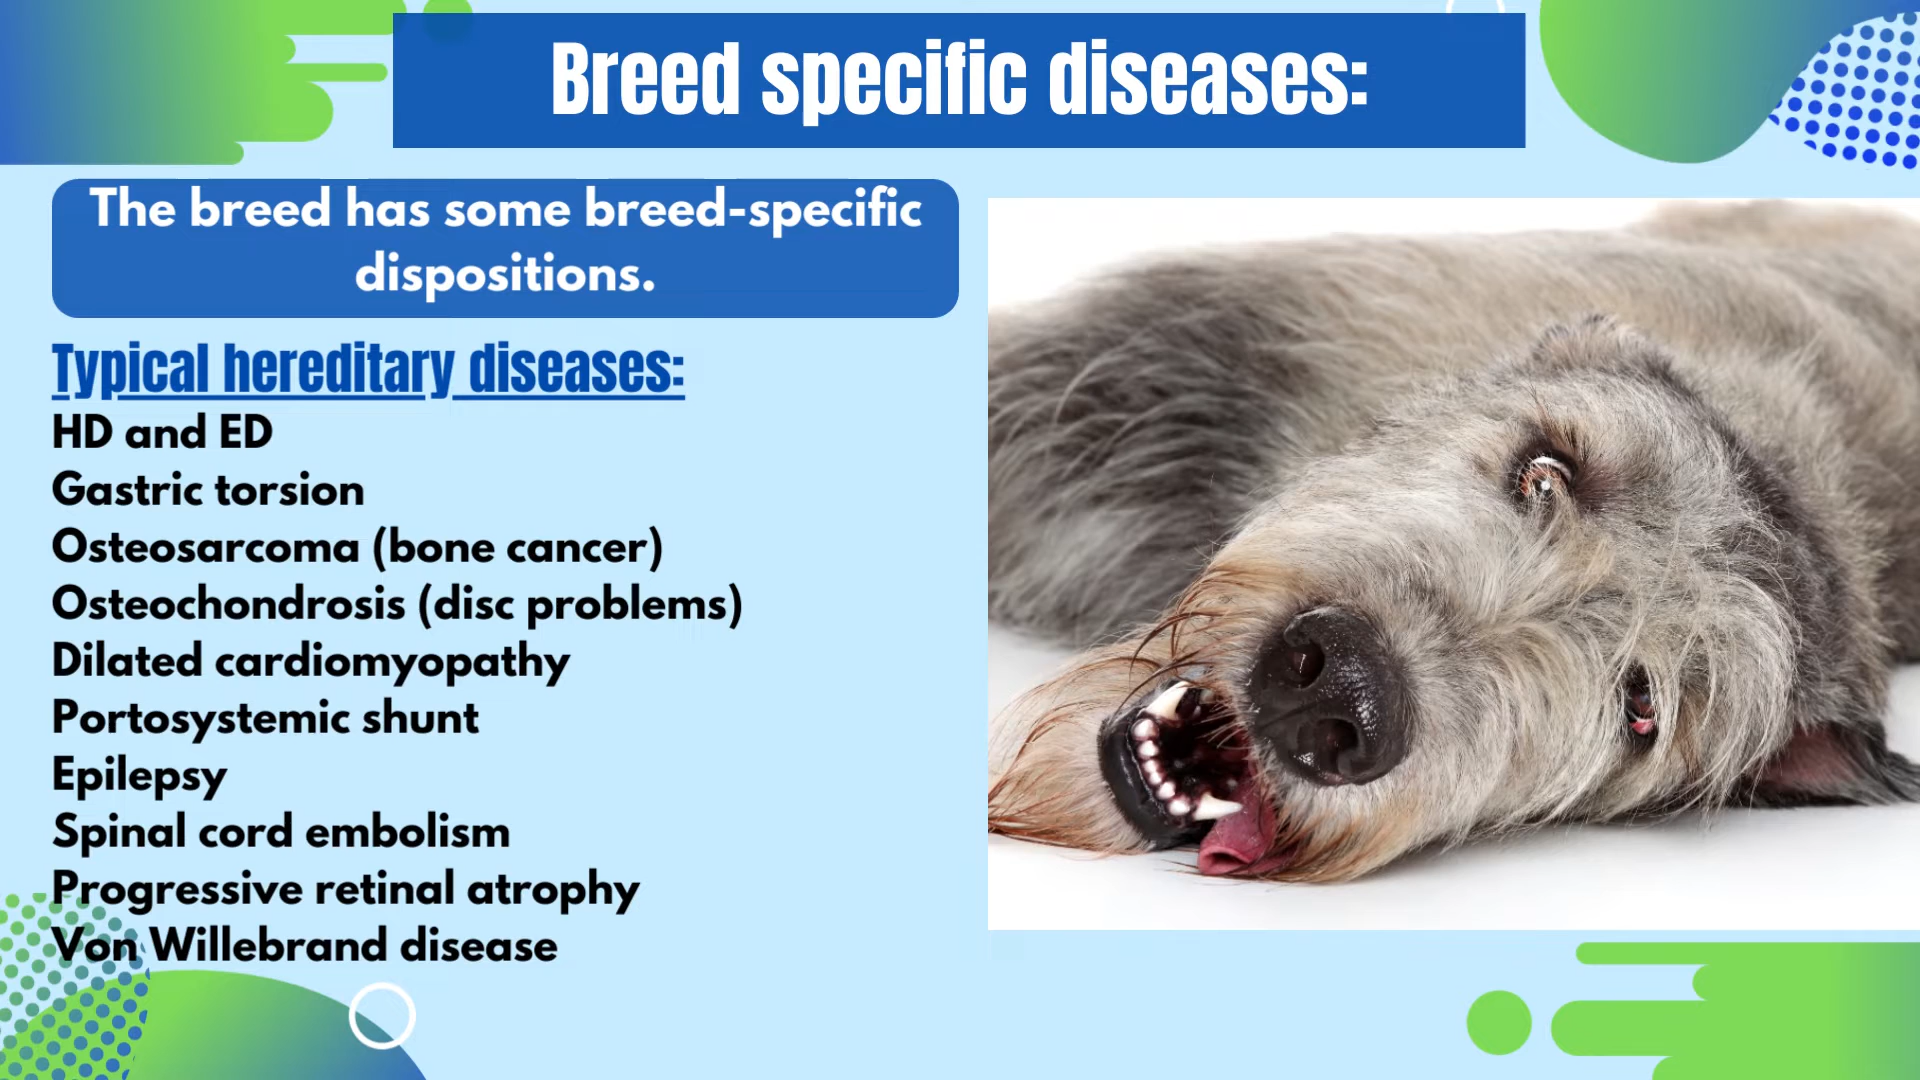 Breed specific diseases:
The breed has some breed-specific
dispositions.
Typical hereditary diseases:
HD and ED
Gastric torsion
Osteosarcoma (bone cancer)
Osteochondrosis (disc problems)
Dilated cardiomyopathy
Portosystemic shunt
Epilepsy
Spinal cord embolism
Progressive retinal atrophy
Von Willebrand disease